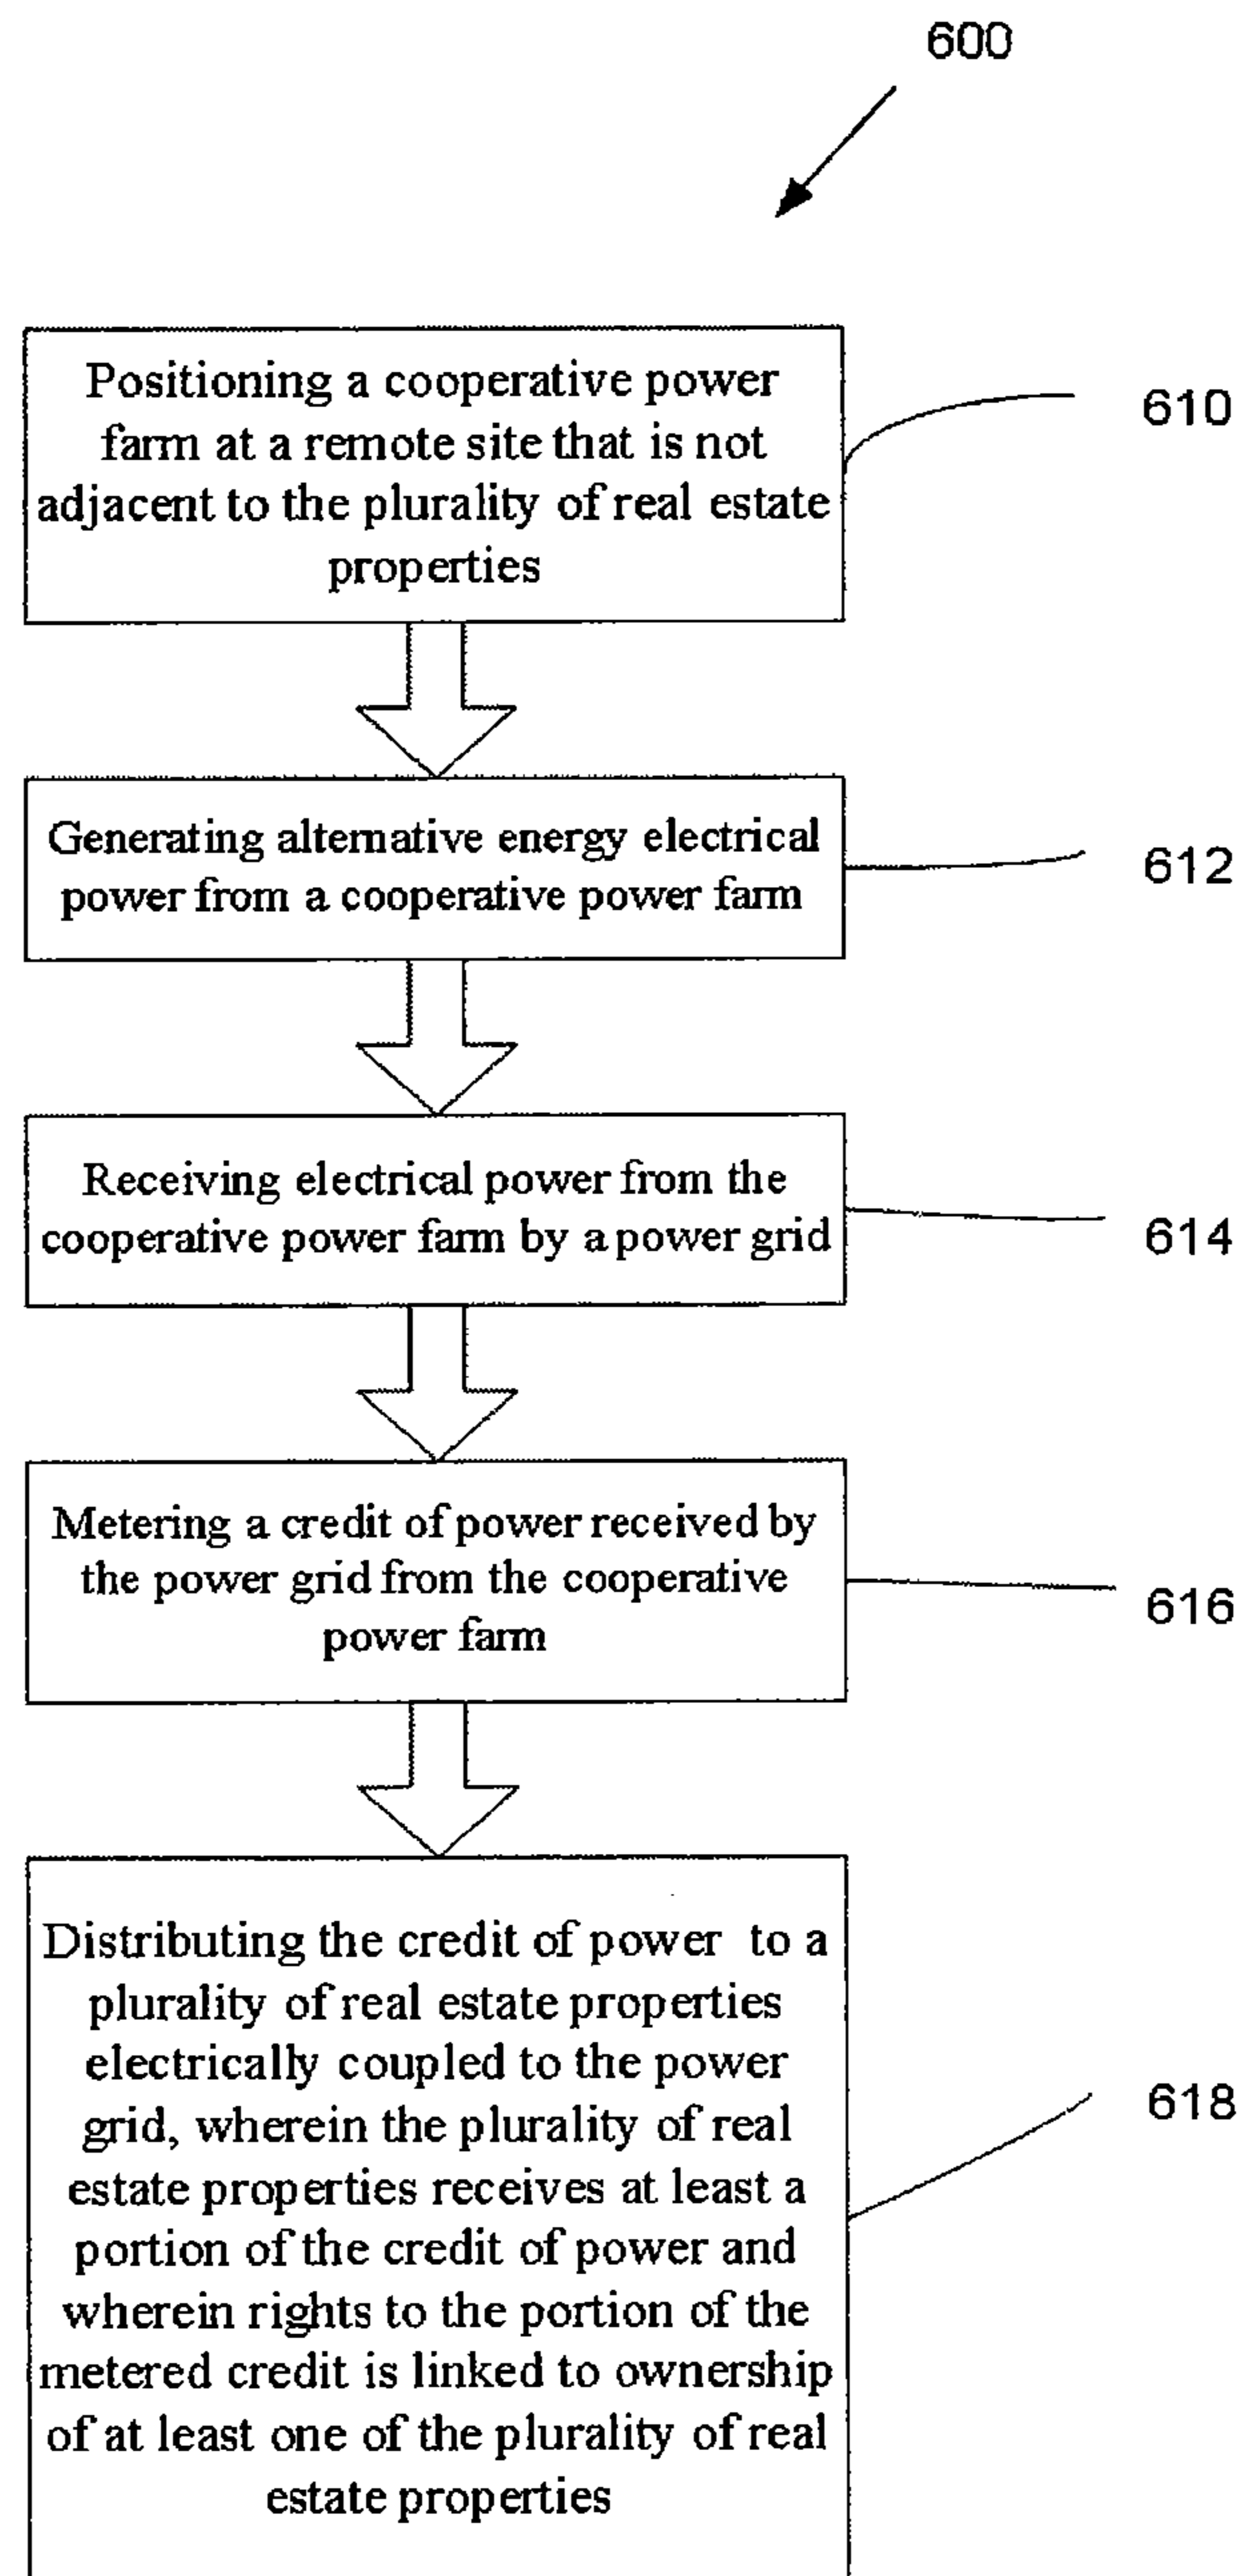 600
Positioning a cooperative power
farm at a remote site that is not
adjacent to the plurality of real estate
properties
610
Generating alternative energy electrical
power from a cooperative power farm
612
Receiving electrical power from the
cooperative power farm by a power grid
614
Metering a credit of power received by
the power grid from the cooperative
power farm
616
Distributing the credit of power to a
plurality of real estate properties
electrically coupled to the power
grid, wherein the plurality of real
estate properties receives at least a
portion of the credit of power and
wherein rights to the portion of the
metered credit is linked to ownership
of at least one of the plurality of real
estate properties
618